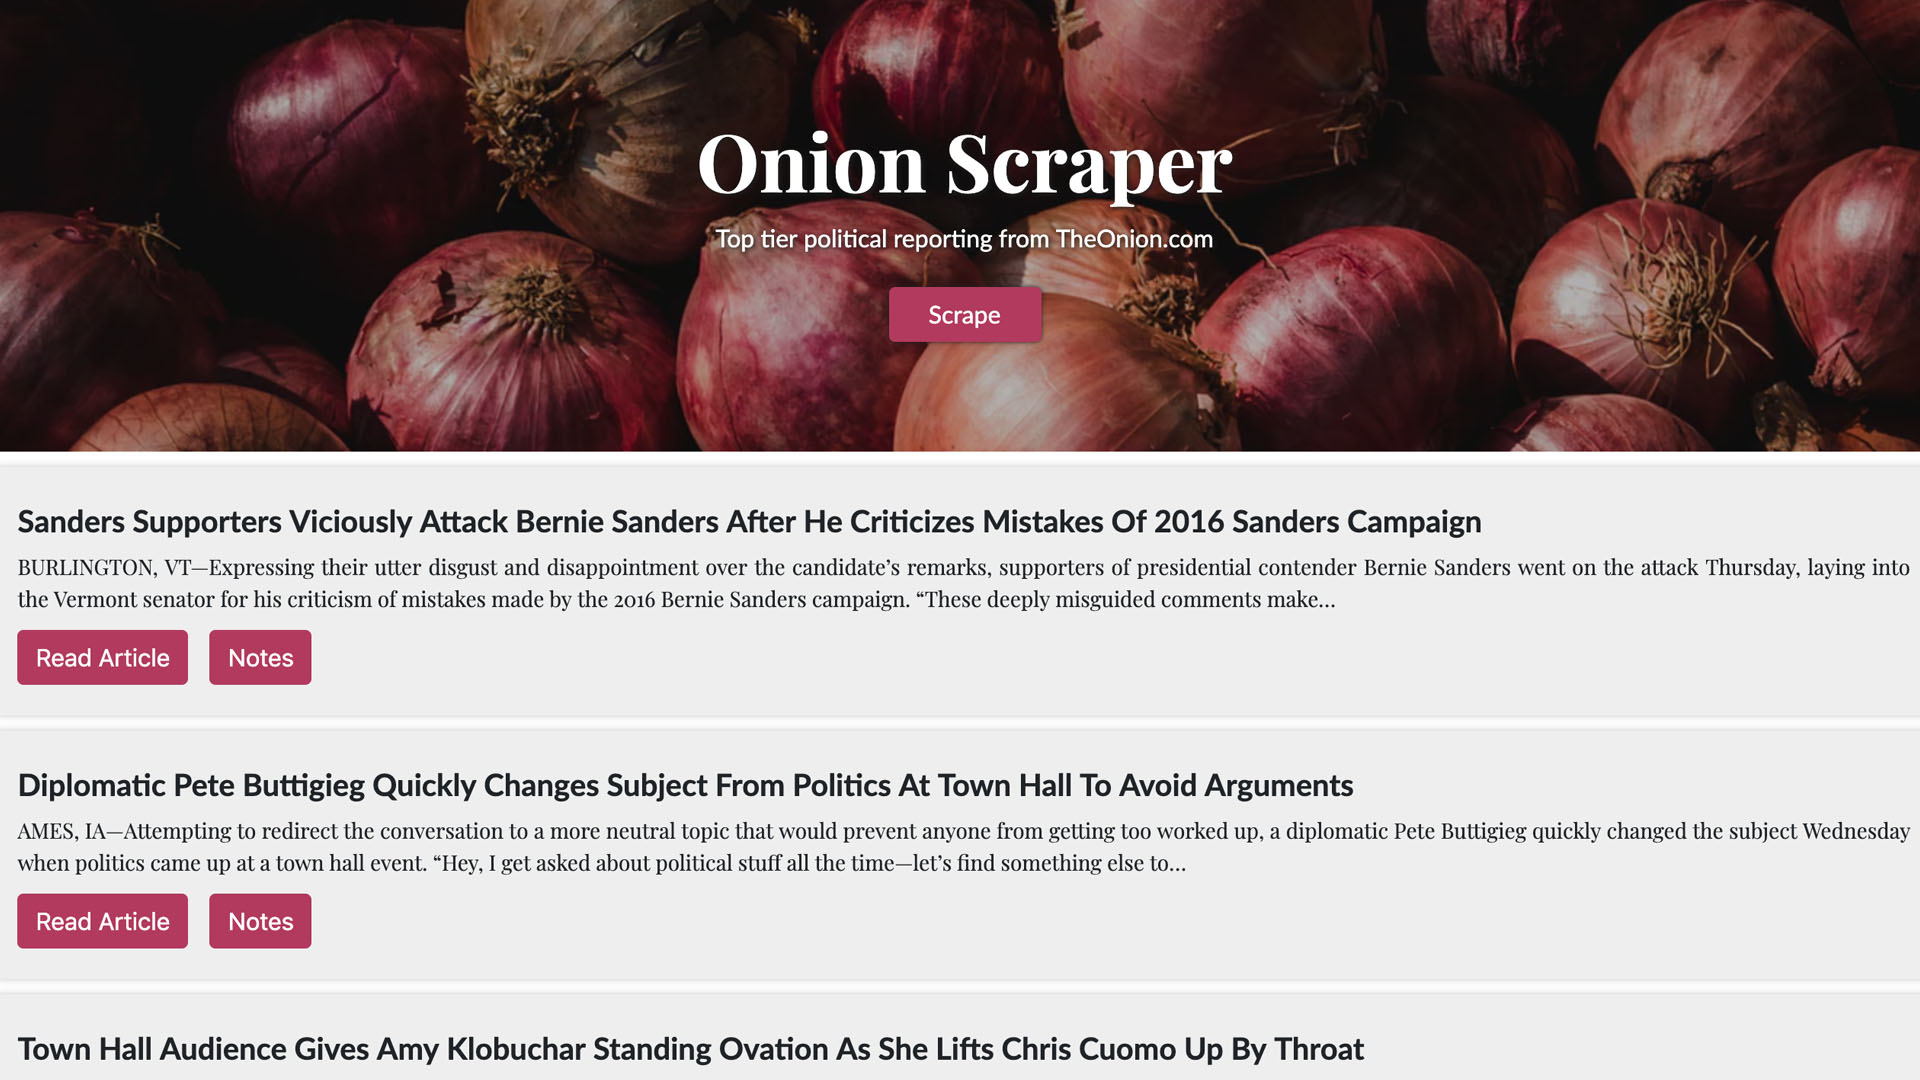 Onion Scraper
Top tier political reporting from TheOnion.com
Scrape
Sanders Supporters Viciously Attack Bernie Sanders After He Criticizes Mistakes Of 2016 Sanders Campaign
BURLINGTON, VT—Expressing their utter disgust and disappointment over the candidate’s remarks, supporters of presidential contender Bernie Sanders went on the attack Thursday, laying into
the Vermont senator for his criticism of mistakes made by the 2016 Bernie Sanders campaign. “These deeply misguided comments make…
Read Article Notes
Diplomatic Pete Buttigieg Quickly Changes Subject From Politics At Town Hall To Avoid Arguments
AMES, IA—Attempting to redirect the conversation to a more neutral topic that would prevent anyone from getting too worked up, a diplomatic Pete Buttigieg quickly changed the subject Wednesday
when politics came up at a town hall event. “Hey, I get asked about political stuff all the time—let’s find something else to…
Read Article Notes
Town Hall Audience Gives Amy Klobuchar Standing Ovation As She Lifts Chris Cuomo Up By Throat